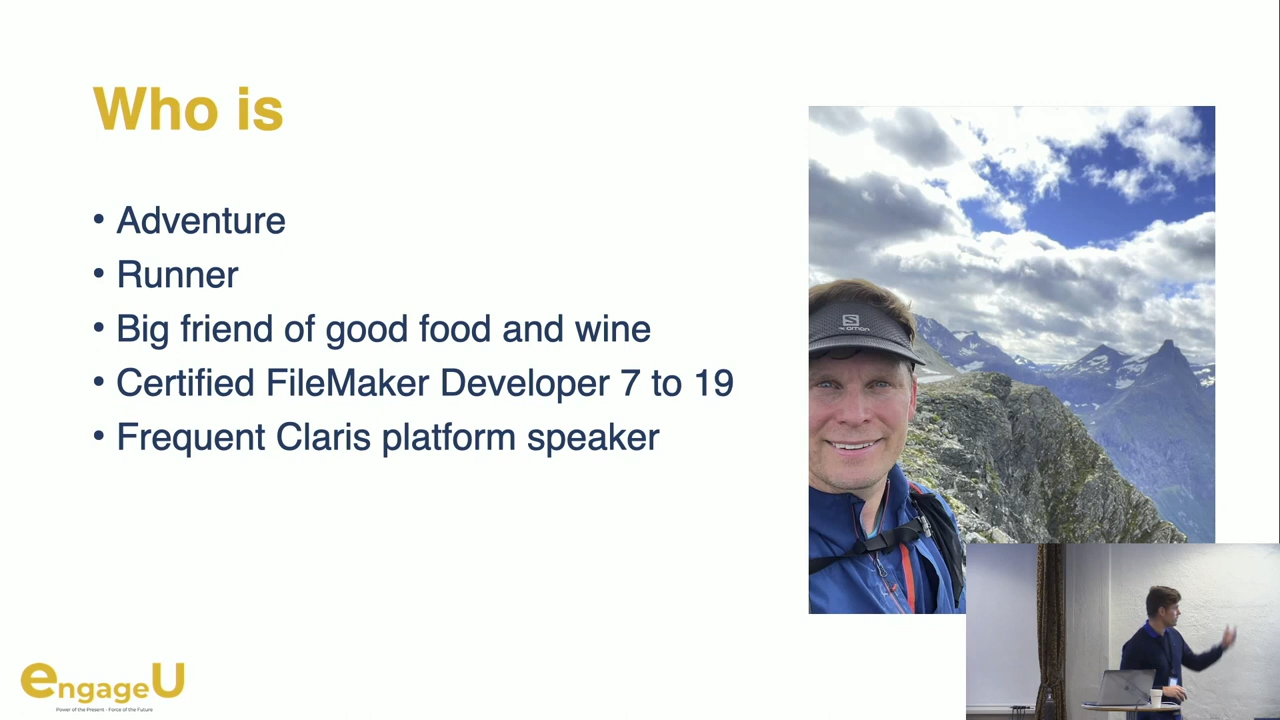 Who is
• Adventure
• Runner
• Big friend of good food and wine
• Certified FileMaker Developer 7 to 19
• Frequent Claris platform speaker
SALOMON
engageU
Power of the Present - Force of the Future